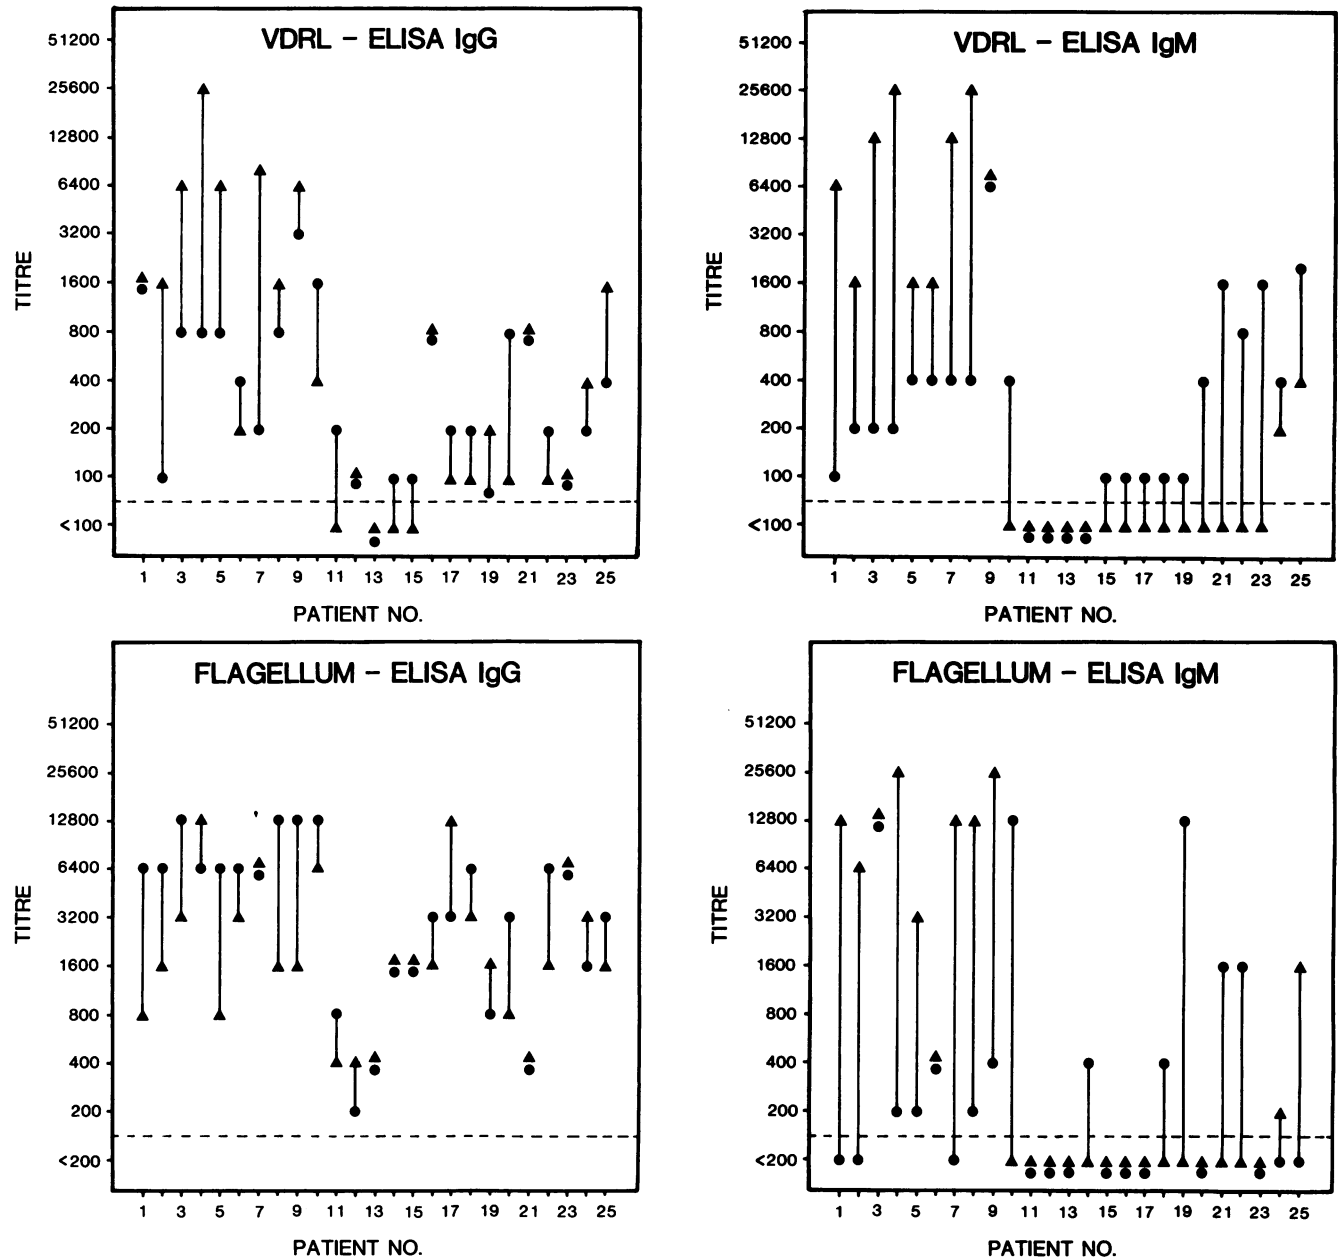 VDRL – ELISA IgG
TITRE
51200
25600
12800
6400
3200
1600
800
400
200
100
<100
1 3 5 7 9 11 13 15 17 19 21 23 25
PATIENT NO.
VDRL – ELISA IgM
TITRE
51200
25600
12800
6400
3200
1600
800
400
200
100
<100
1 3 5 7 9 11 13 15 17 19 21 23 25
PATIENT NO.
FLAGELLUM – ELISA IgG
TITRE
51200
25600
12800
6400
3200
1600
800
400
200
<200
1 3 5 7 9 11 13 15 17 19 21 23 25
PATIENT NO.
FLAGELLUM – ELISA IgM
TITRE
51200
25600
12800
6400
3200
1600
800
400
200
<200
1 3 5 7 9 11 13 15 17 19 21 23 25
PATIENT NO.